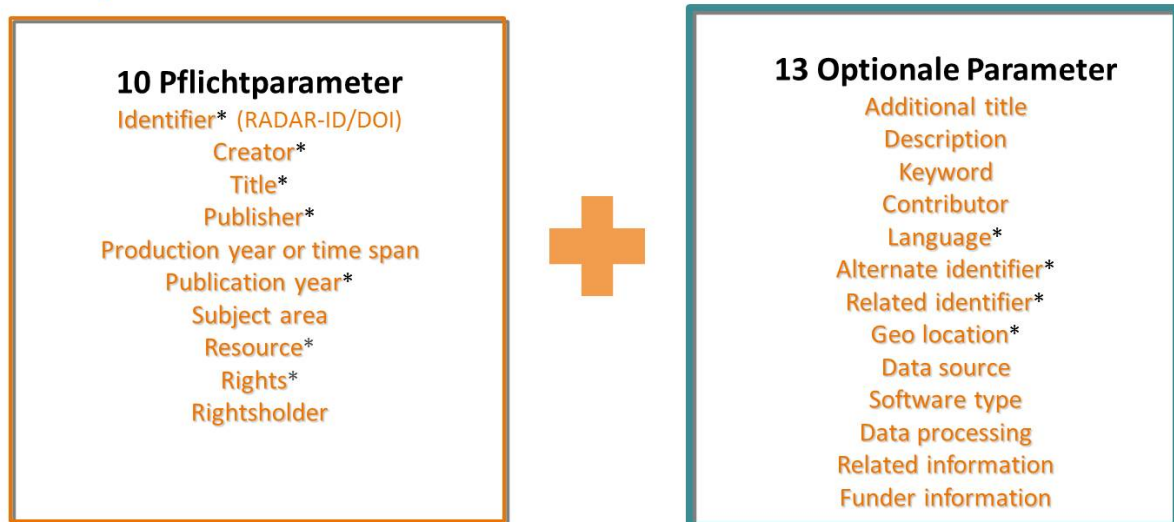 10 Pflichtparameter
Identifier* (RADAR-ID/DOI)
Creator*
Title*
Publisher*
Production year or time span
Publication year*
Subject area
Resource*
Rights*
Rightsholder
13 Optionale Parameter
Additional title
Description
Keyword
Contributor
Language*
Alternate identifier*
Related identifier*
Geo location*
Data source
Software type
Data processing
Related information
Funder information